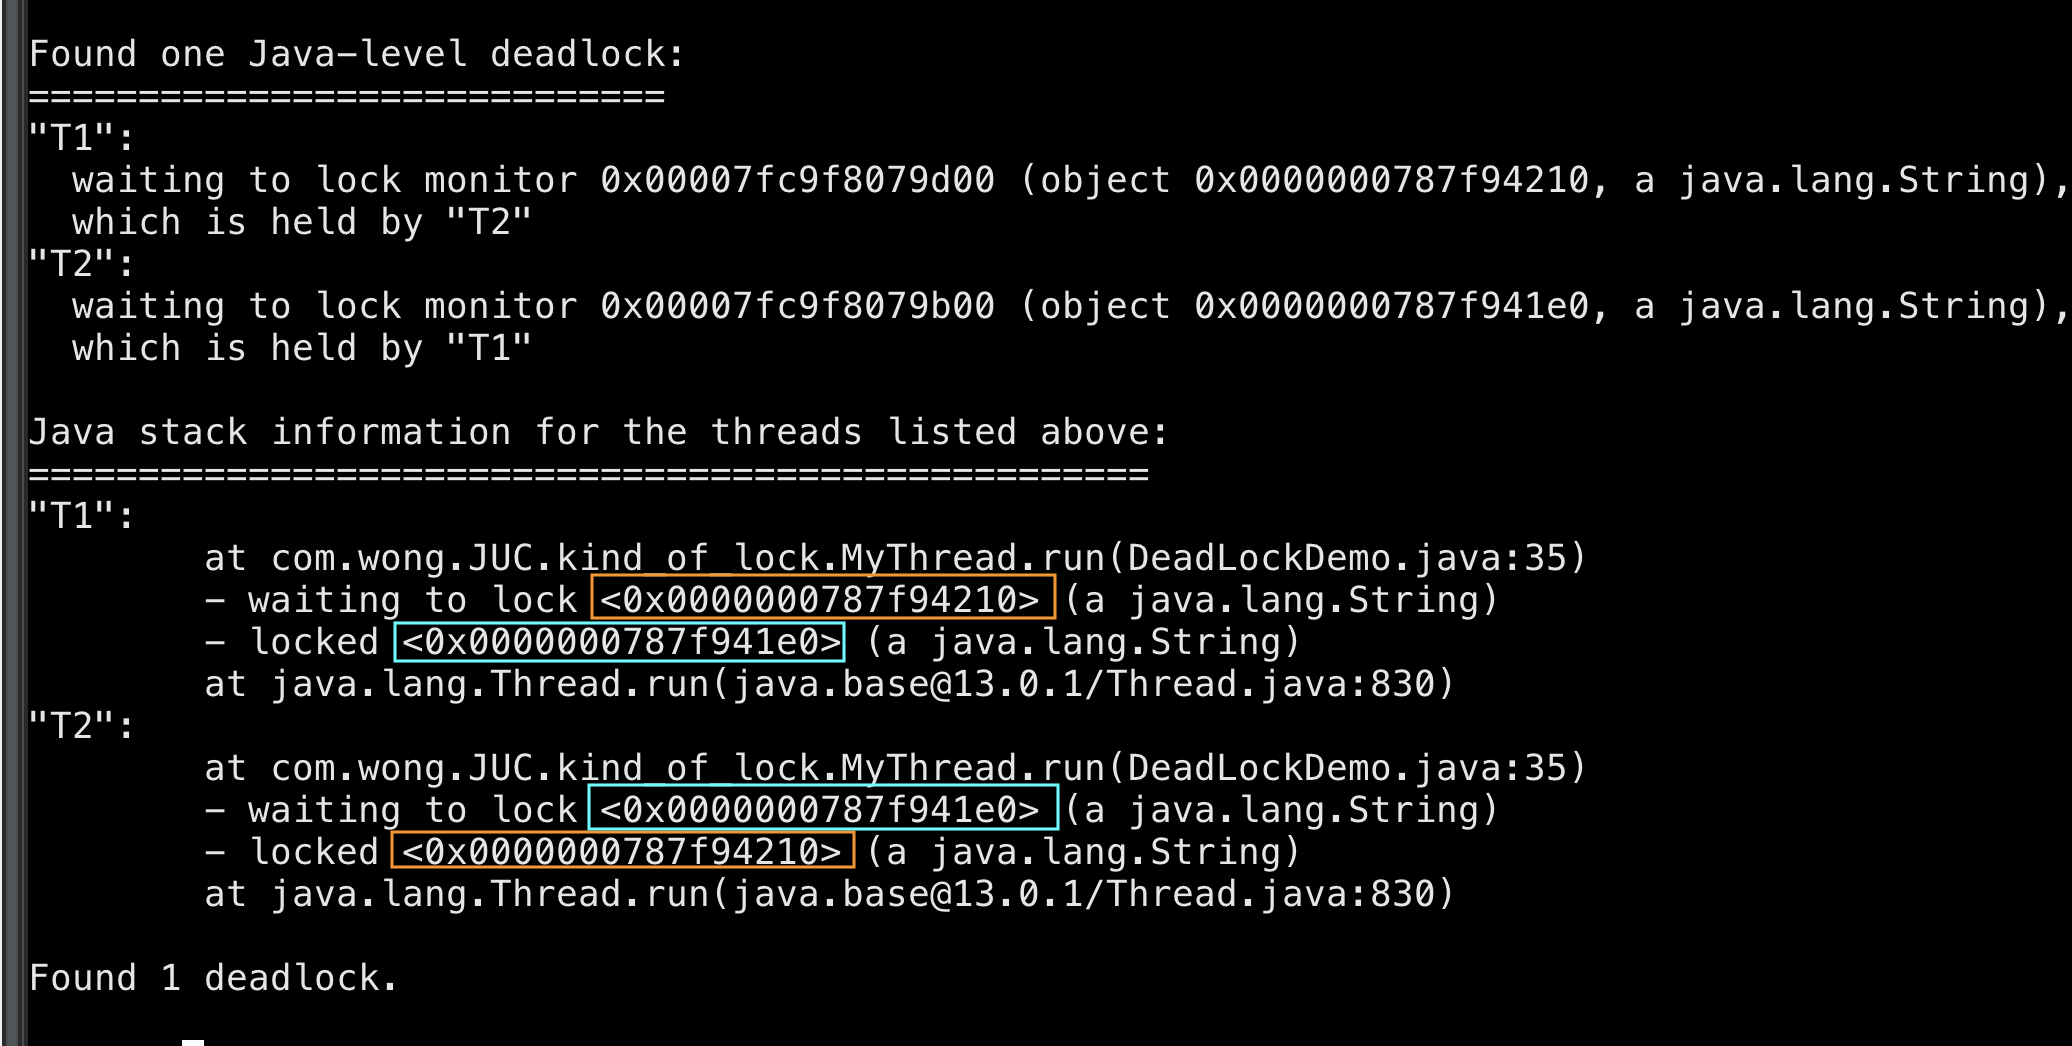 Found one Java-level deadlock:
=============================
"T1":
  waiting to lock monitor 0x00007fc9f8079d00 (object 0x0000000787f94210, a java.lang.String),
  which is held by "T2"
"T2":
  waiting to lock monitor 0x00007fc9f8079b00 (object 0x0000000787f941e0, a java.lang.String),
  which is held by "T1"

Java stack information for the threads listed above:
===================================================
"T1":
        at com.wong.JUC.kind_of_lock.MyThread.run(DeadLockDemo.java:35)
        - waiting to lock <0x0000000787f94210> (a java.lang.String)
        - locked <0x0000000787f941e0> (a java.lang.String)
        at java.lang.Thread.run(java.base@13.0.1/Thread.java:830)
"T2":
        at com.wong.JUC.kind_of_lock.MyThread.run(DeadLockDemo.java:35)
        - waiting to lock <0x0000000787f941e0> (a java.lang.String)
        - locked <0x0000000787f94210> (a java.lang.String)
        at java.lang.Thread.run(java.base@13.0.1/Thread.java:830)

Found 1 deadlock.